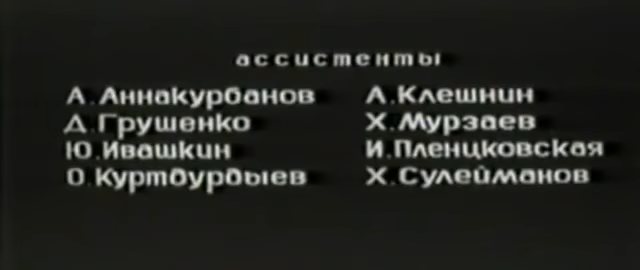 ассистенты
А.Аннакурбанов Л.Клешнин
Д.Грушенко Х.Мурзаев
Ю.Ивашкин И.Пленцковская
О.Куртбурдыев Х.Сулейманов